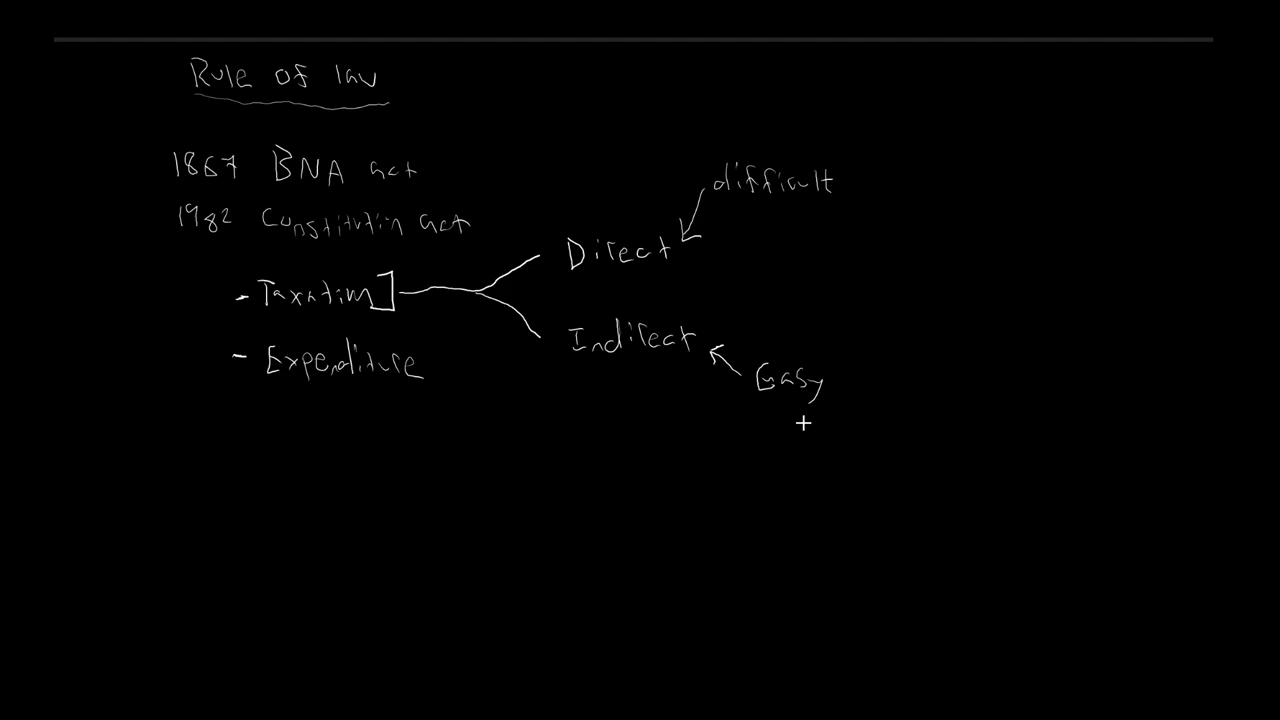 Rule of law
1867 BNA act
1982 Constitution act
- Taxation
- Expenditure
Direct
difficult
Indirect
Easy